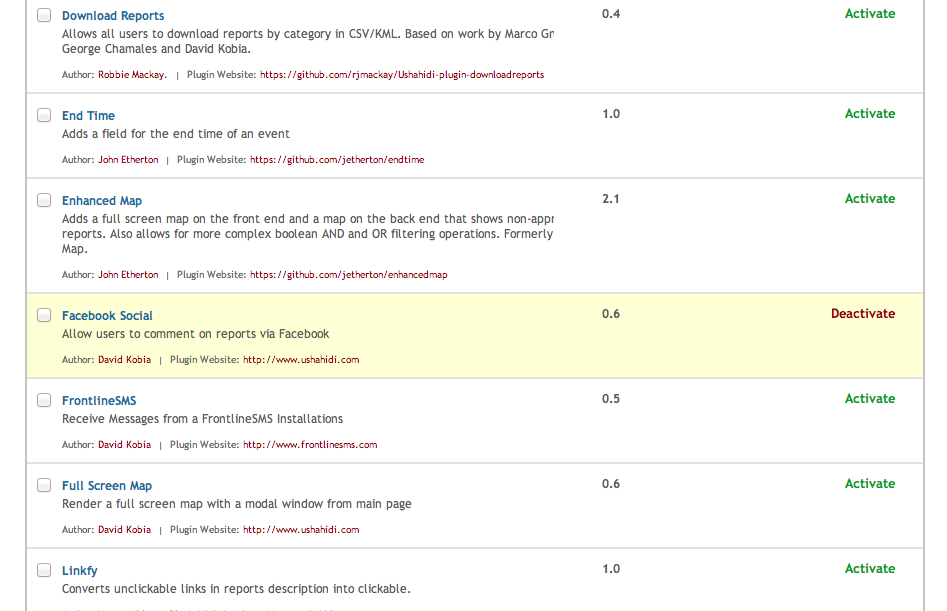 Download Reports 0.4 Activate
Allows all users to download reports by category in CSV/KML. Based on work by Marco
George Chamales and David Kobia.
Author: Robbie Mackay. | Plugin Website: https://github.com/rjmackay/Ushahidi-plugin-downloadreports
End Time 1.0 Activate
Adds a field for the end time of an event
Author: John Etherton | Plugin Website: https://github.com/jetherton/endtime
Enhanced Map 2.1 Activate
Adds a full screen map on the front end and a map on the back end that shows non-appr
reports. Also allows for more complex boolean AND and OR filtering operations. Formerly
Map.
Author: John Etherton | Plugin Website: https://github.com/jetherton/enhancedmap
Facebook Social 0.6 Deactivate
Allow users to comment on reports via Facebook
Author: David Kobia | Plugin Website: http://www.ushahidi.com
FrontlineSMS 0.5 Activate
Receive Messages from a FrontlineSMS Installations
Author: David Kobia | Plugin Website: http://www.frontlinesms.com
Full Screen Map 0.6 Activate
Render a full screen map with a modal window from main page
Author: David Kobia | Plugin Website: http://www.ushahidi.com
Linkfy 1.0 Activate
Converts unclickable links in reports description into clickable.